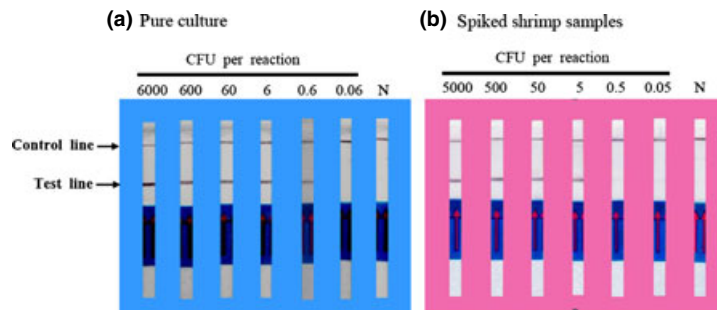 (a) Pure culture
CFU per reaction
6000 600 60 6 0.6 0.06 N
Control line
Test line
(b) Spiked shrimp samples
CFU per reaction
5000 500 50 5 0.5 0.05 N